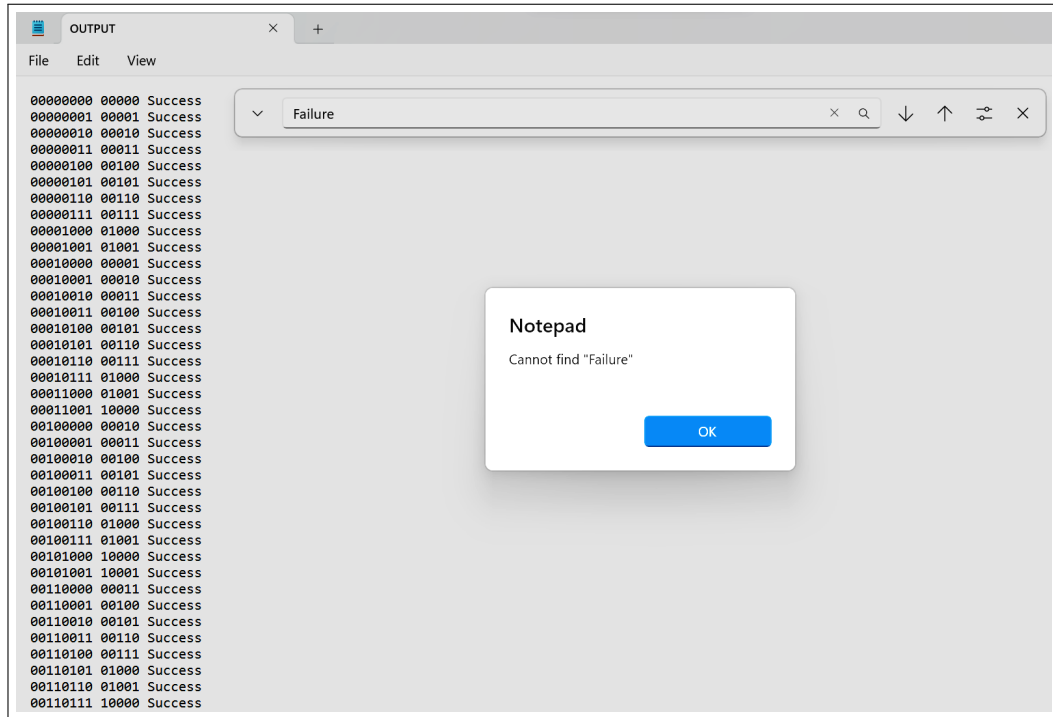 OUTPUT
File Edit View
Failure
00000000 00000 Success
00000001 00001 Success
00000010 00010 Success
00000011 00011 Success
00000100 00100 Success
00000101 00101 Success
00000110 00110 Success
00000111 00111 Success
00001000 01000 Success
00001001 01001 Success
00010000 00001 Success
00010001 00010 Success
00010010 00011 Success
00010011 00100 Success
00010100 00101 Success
00010101 00110 Success
00010110 00111 Success
00010111 01000 Success
00011000 01001 Success
00011001 10000 Success
00100000 00010 Success
00100001 00011 Success
00100010 00100 Success
00100011 00101 Success
00100100 00110 Success
00100101 00111 Success
00100110 01000 Success
00100111 01001 Success
00101000 10000 Success
00101001 10001 Success
00110000 00011 Success
00110001 00100 Success
00110010 00101 Success
00110011 00110 Success
00110100 00111 Success
00110101 01000 Success
00110110 01001 Success
00110111 10000 Success
Notepad
Cannot find "Failure"
OK